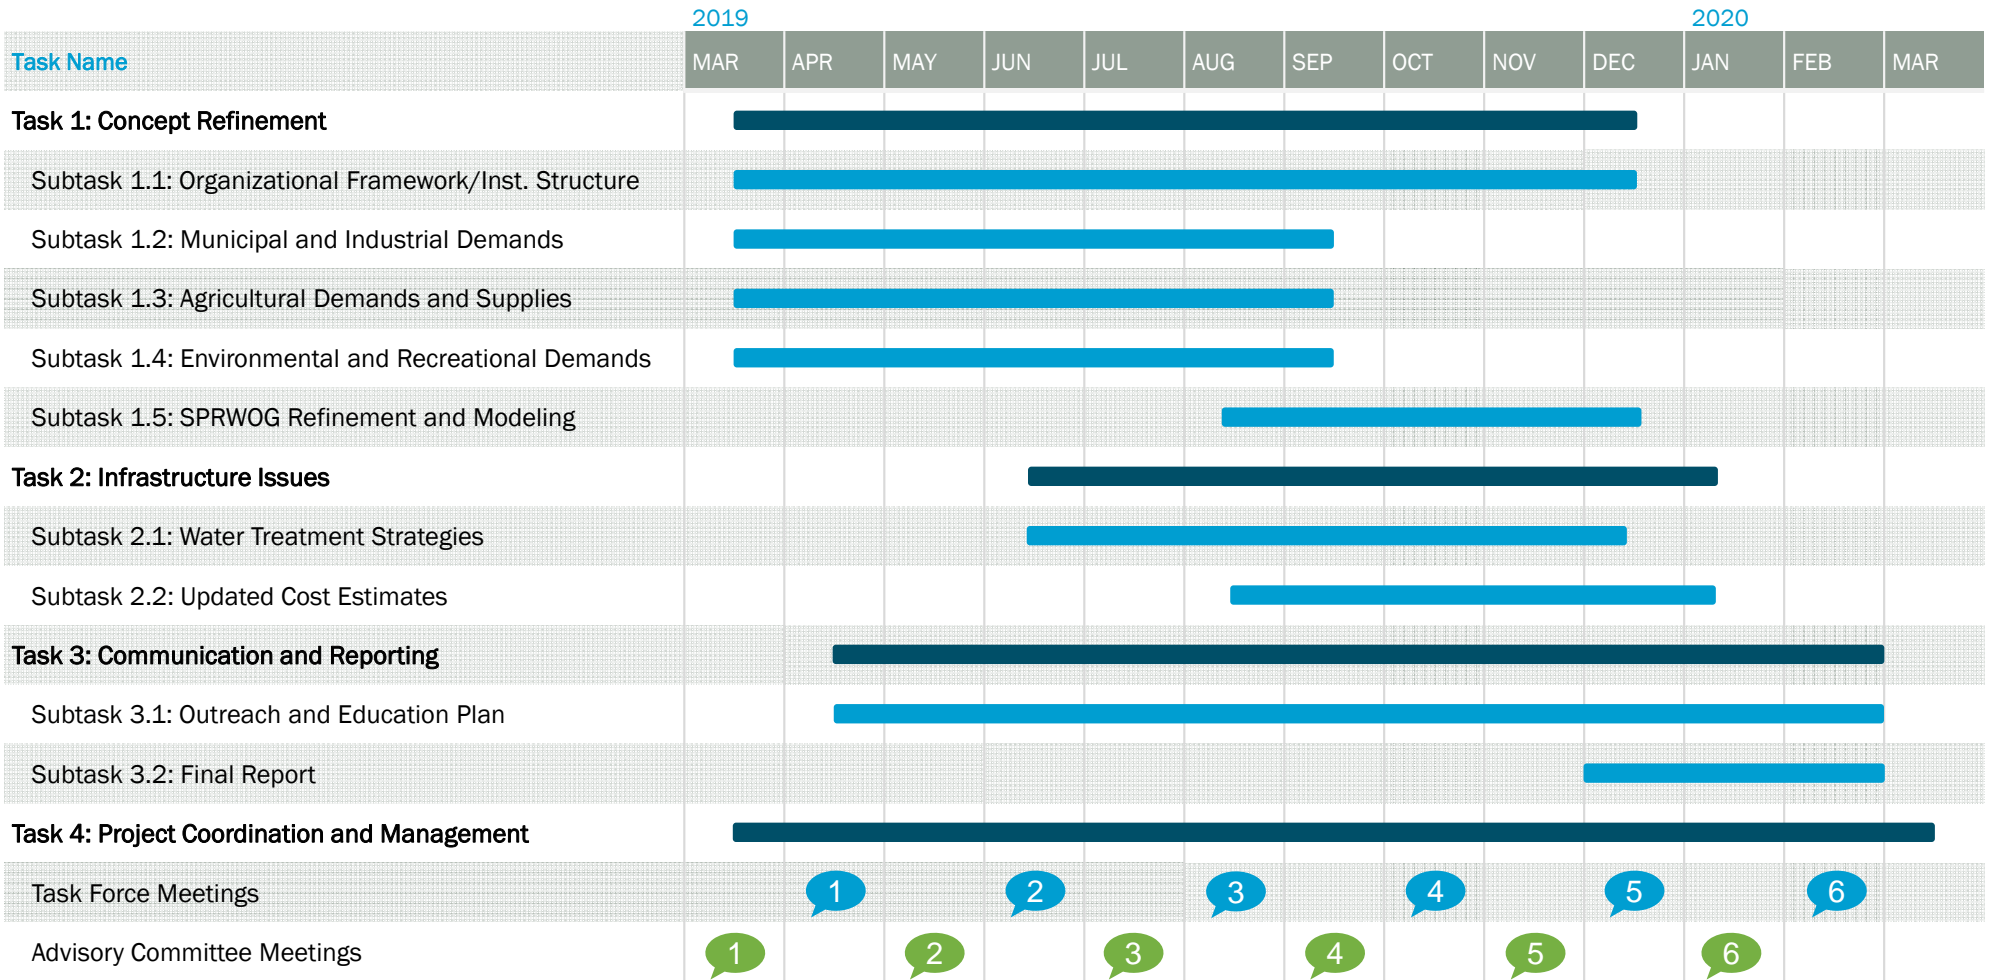 2019 2020
Task Name MAR APR MAY JUN JUL AUG SEP OCT NOV DEC JAN FEB MAR
Task 1: Concept Refinement
Subtask 1.1: Organizational Framework/Inst. Structure
Subtask 1.2: Municipal and Industrial Demands
Subtask 1.3: Agricultural Demands and Supplies
Subtask 1.4: Environmental and Recreational Demands
Subtask 1.5: SPRWOG Refinement and Modeling
Task 2: Infrastructure Issues
Subtask 2.1: Water Treatment Strategies
Subtask 2.2: Updated Cost Estimates
Task 3: Communication and Reporting
Subtask 3.1: Outreach and Education Plan
Subtask 3.2: Final Report
Task 4: Project Coordination and Management
Task Force Meetings 1 2 3 4 5 6
Advisory Committee Meetings 1 2 3 4 5 6